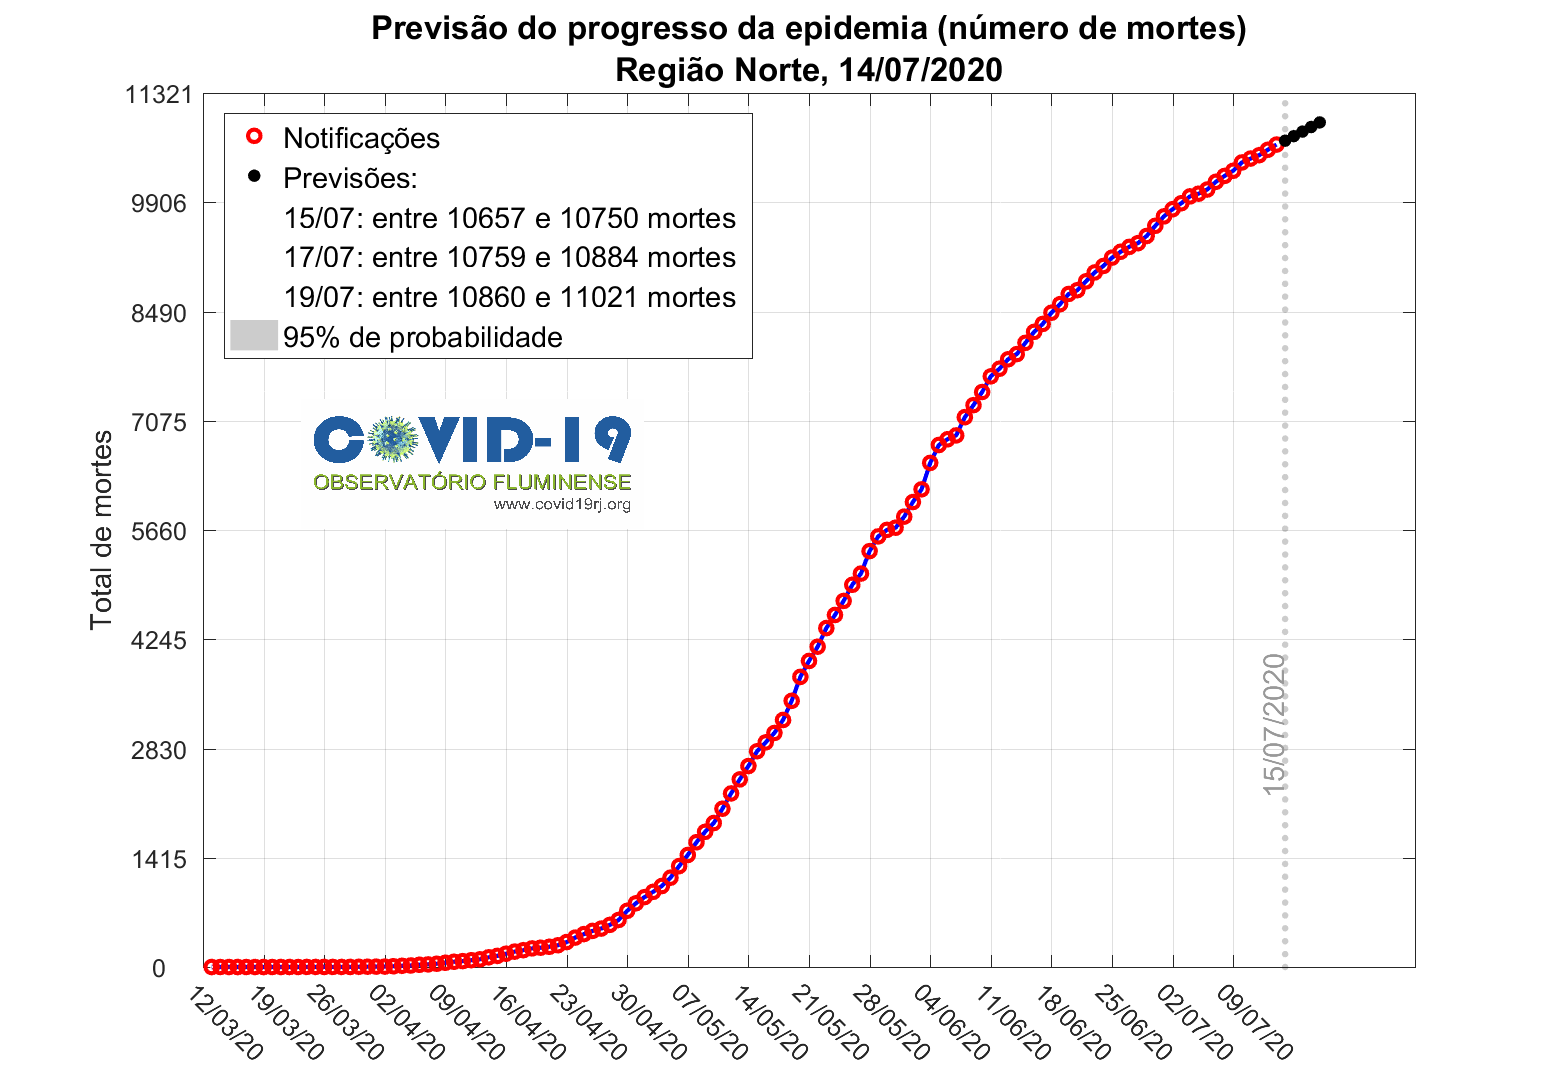 Previsão do progresso da epidemia (número de mortes)
Região Norte, 14/07/2020
11321
9906
8490
7075
5660
4245
2830
1415
0
Total de mortes
Notificações
Previsões:
15/07: entre 10657 e 10750 mortes
17/07: entre 10759 e 10884 mortes
19/07: entre 10860 e 11021 mortes
95% de probabilidade
COVID-19
OBSERVATÓRIO FLUMINENSE
www.covid19rj.org
15/07/2020
12/03/20
19/03/20
26/03/20
02/04/20
09/04/20
16/04/20
23/04/20
30/04/20
07/05/20
14/05/20
21/05/20
28/05/20
04/06/20
11/06/20
18/06/20
25/06/20
02/07/20
09/07/20